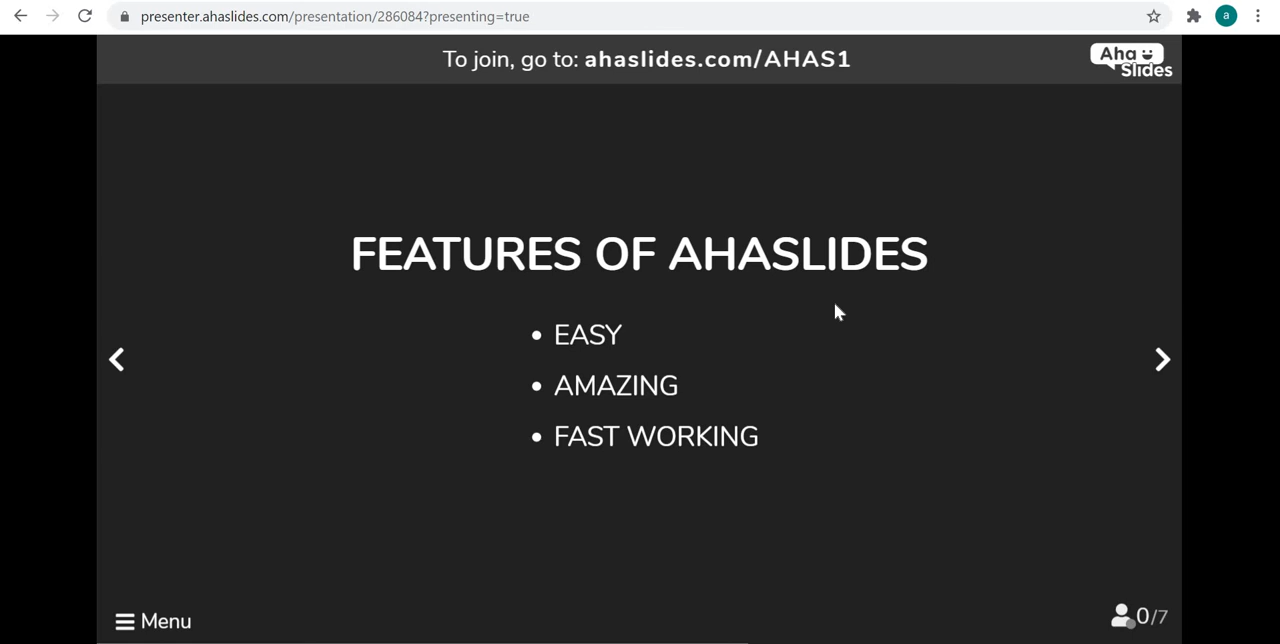 presenter.ahaslides.com/presentation/286084?presenting=true
a
To join, go to: ahaslides.com/AHAS1
Aha
Slides
FEATURES OF AHASLIDES
• EASY
• AMAZING
• FAST WORKING
Menu
0/7